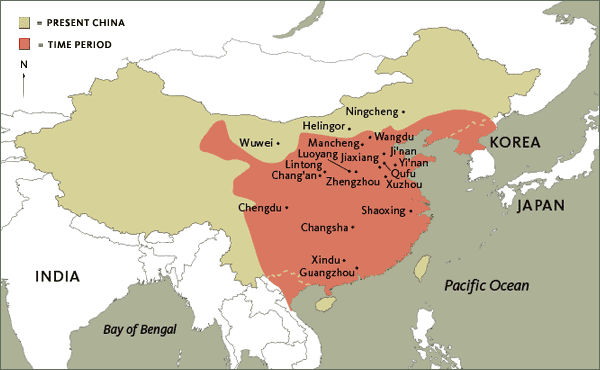 = PRESENT CHINA
= TIME PERIOD
N
Ningcheng
Helingor
Wangdu
Wuwei
Mancheng
Ji'nan
KOREA
Luoyang
Jiaxiang
Yi'nan
Lintong
Qufu
Chang'an
Zhengzhou
Xuzhou
JAPAN
Chengdu
Shaoxing
Changsha
Xindu
Guangzhou
INDIA
Pacific Ocean
Bay of Bengal